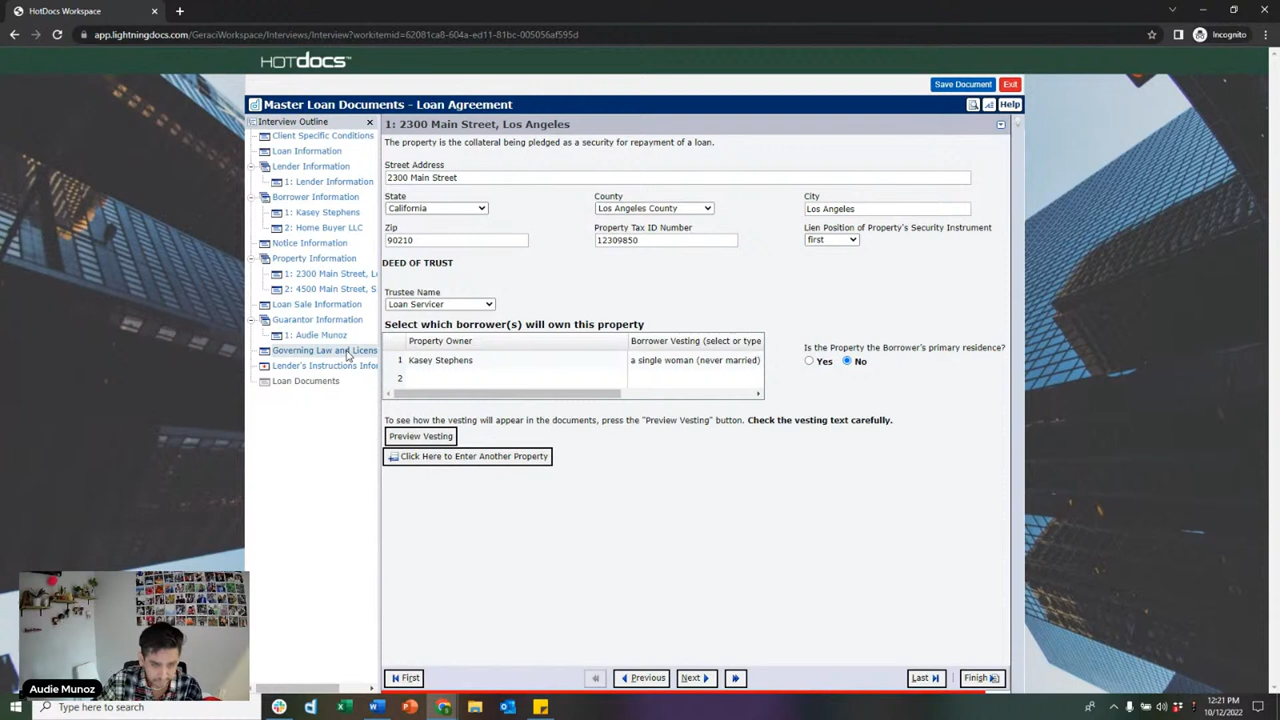 HotDocs Workspace
Incognito
app.lightningdocs.com/GeraciWorkspace/Interviews/Interview?workitemid=62081ca8-604a-ed11-81bc-005056afe95d
HOTDOCS
Save Document Exit
Master Loan Documents - Loan Agreement
Help
Interview Outline
Client Specific Conditions
Loan Information
Lender Information
1: Lender Information
Borrower Information
1: Kasey Stephens
2: Home Buyer LLC
Notice Information
Property Information
1: 2300 Main Street, Lo
2: 4500 Main Street, S
Loan Sale Information
Guarantor Information
1: Audie Munoz
Governing Law and Licens
Lender's Instructions Infor
Loan Documents
1: 2300 Main Street, Los Angeles
The property is the collateral being pledged as a security for repayment of a loan.
Street Address
2300 Main Street
State County City
California Los Angeles County Los Angeles
Zip Property Tax ID Number Lien Position of Property's Security Instrument
90210 12309850 first
DEED OF TRUST
Trustee Name
Loan Servicer
Select which borrower(s) will own this property
Property Owner Borrower Vesting (select or type
1 Kasey Stephens a single woman (never married)
2
Is the Property the Borrower's primary residence?
Yes No
To see how the vesting will appear in the documents, press the "Preview Vesting" button. Check the vesting text carefully.
Preview Vesting
Click Here to Enter Another Property
First Previous Next Last Finish
Audie Munoz
Type here to search
12:21 PM
10/12/2022